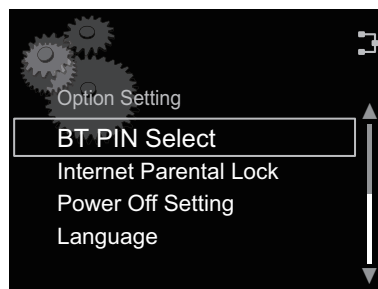 Option Setting
BT PIN Select
Internet Parental Lock
Power Off Setting
Language